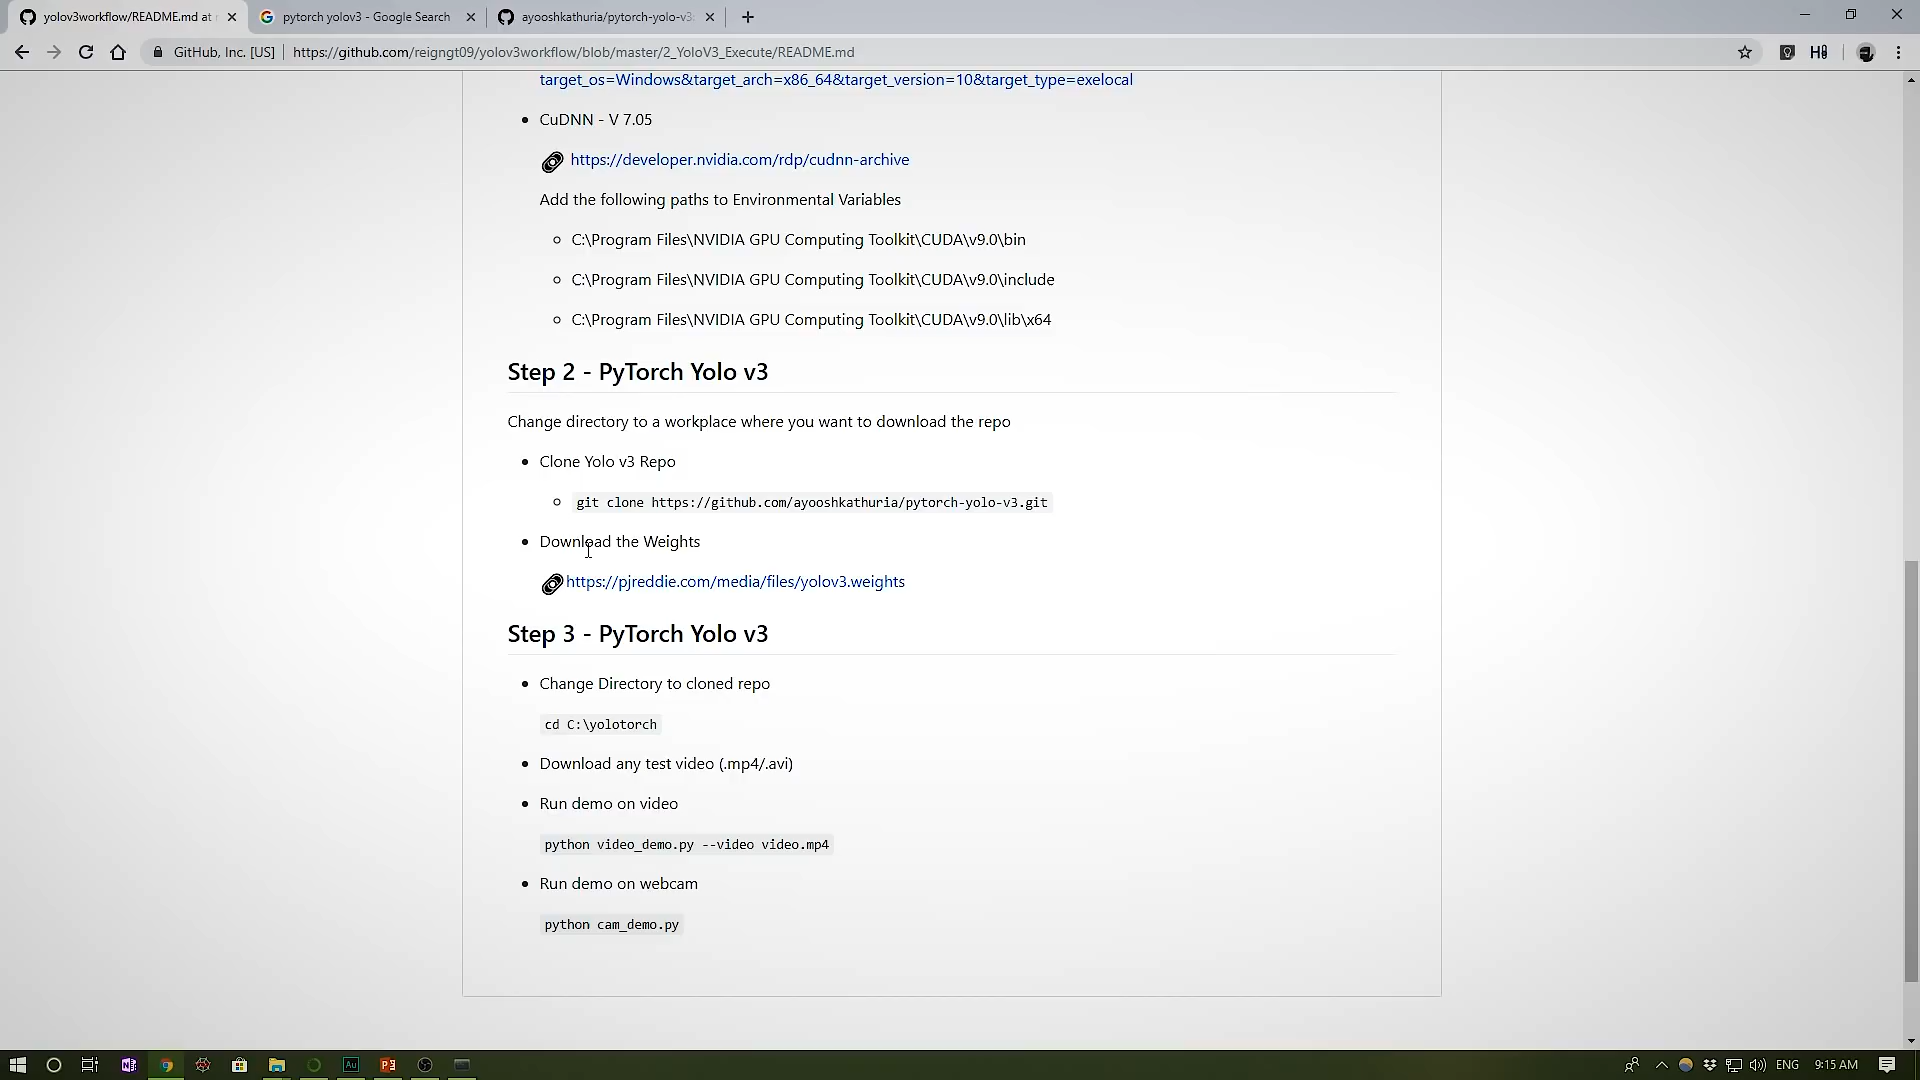 yolov3workflow/README.md at
pytorch yolov3 - Google Search
ayooshkathuria/pytorch-yolo-v3:
GitHub, Inc. [US]
https://github.com/reigngt09/yolov3workflow/blob/master/2_YoloV3_Execute/README.md
target_os=Windows&target_arch=x86_64&target_version=10&target_type=exelocal
CuDNN - V 7.05
https://developer.nvidia.com/rdp/cudnn-archive
Add the following paths to Environmental Variables
C:\Program Files\NVIDIA GPU Computing Toolkit\CUDA\v9.0\bin
C:\Program Files\NVIDIA GPU Computing Toolkit\CUDA\v9.0\include
C:\Program Files\NVIDIA GPU Computing Toolkit\CUDA\v9.0\lib\x64
Step 2 - PyTorch Yolo v3
Change directory to a workplace where you want to download the repo
Clone Yolo v3 Repo
git clone https://github.com/ayooshkathuria/pytorch-yolo-v3.git
Download the Weights
https://pjreddie.com/media/files/yolov3.weights
Step 3 - PyTorch Yolo v3
Change Directory to cloned repo
cd C:\yolotorch
Download any test video (.mp4/.avi)
Run demo on video
python video_demo.py --video video.mp4
Run demo on webcam
python cam_demo.py
ENG
9:15 AM